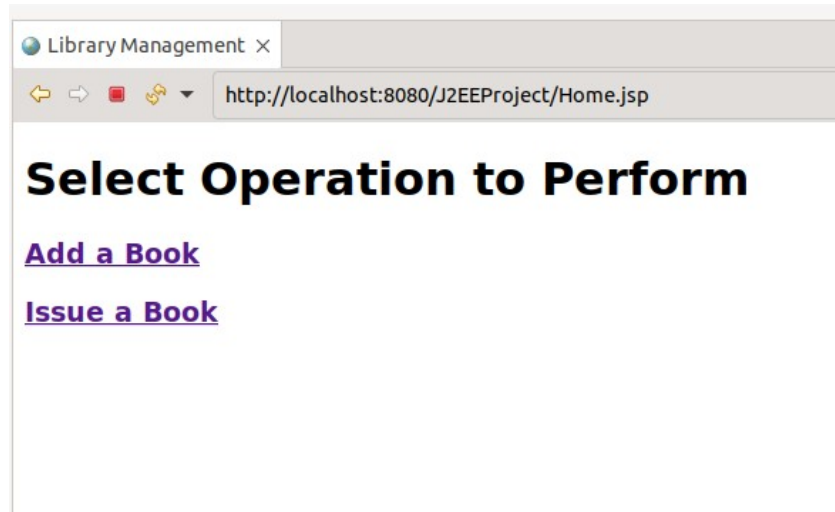 Library Management
http://localhost:8080/J2EEProject/Home.jsp
Select Operation to Perform
Add a Book
Issue a Book